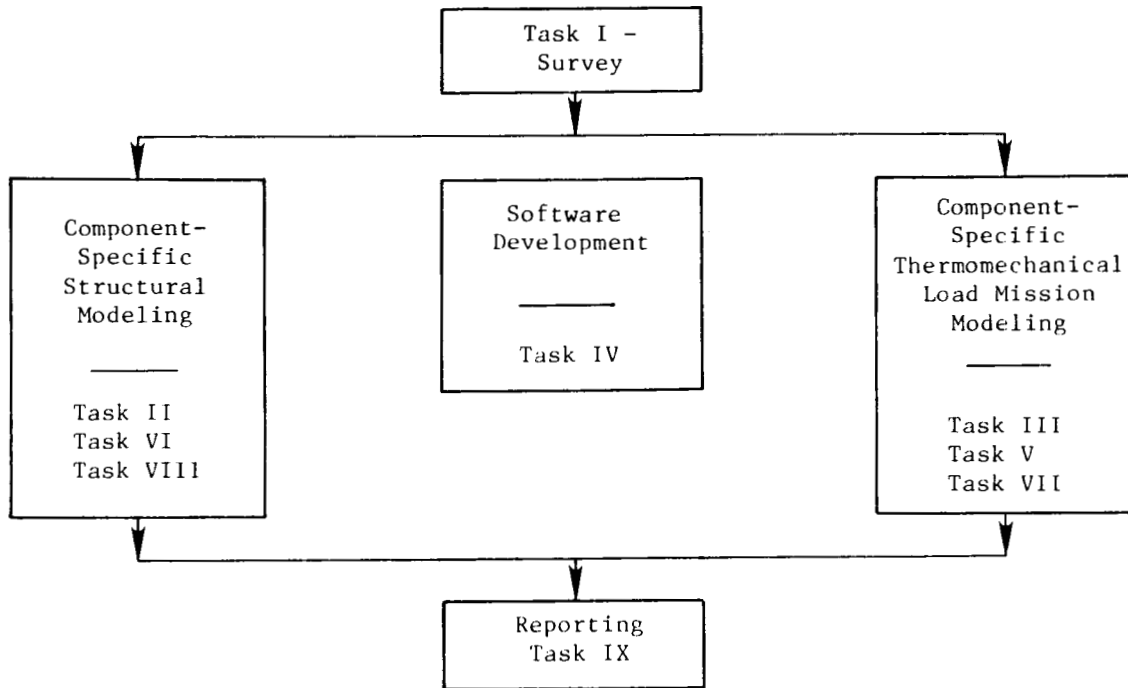 Task I –
Survey
Component-
Specific
Structural
Modeling
Task II
Task VI
Task VIII
Software
Development
Task IV
Component-
Specific
Thermomechanical
Load Mission
Modeling
Task III
Task V
Task VII
Reporting
Task IX